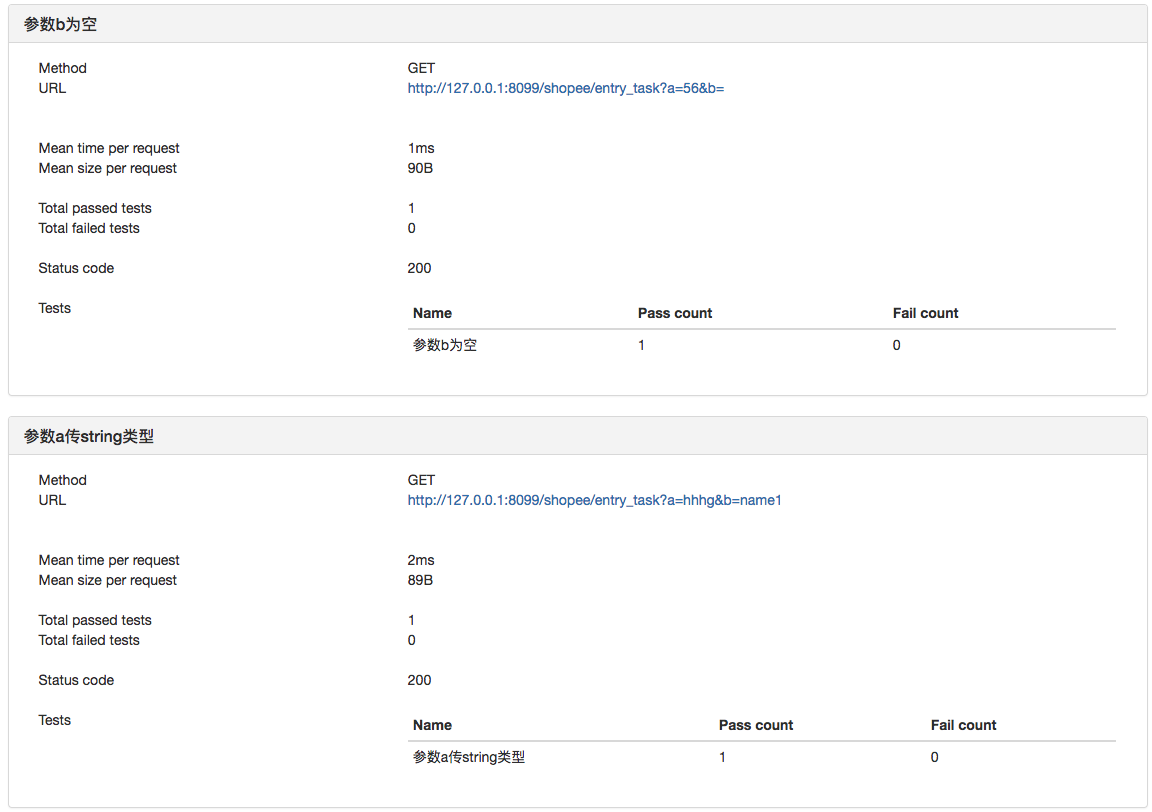 参数b为空
Method GET
URL http://127.0.0.1:8099/shopee/entry_task?a=56&b=
Mean time per request 1ms
Mean size per request 90B
Total passed tests 1
Total failed tests 0
Status code 200
Tests
Name Pass count Fail count
参数b为空 1 0
参数a传string类型
Method GET
URL http://127.0.0.1:8099/shopee/entry_task?a=hhhg&b=name1
Mean time per request 2ms
Mean size per request 89B
Total passed tests 1
Total failed tests 0
Status code 200
Tests
Name Pass count Fail count
参数a传string类型 1 0